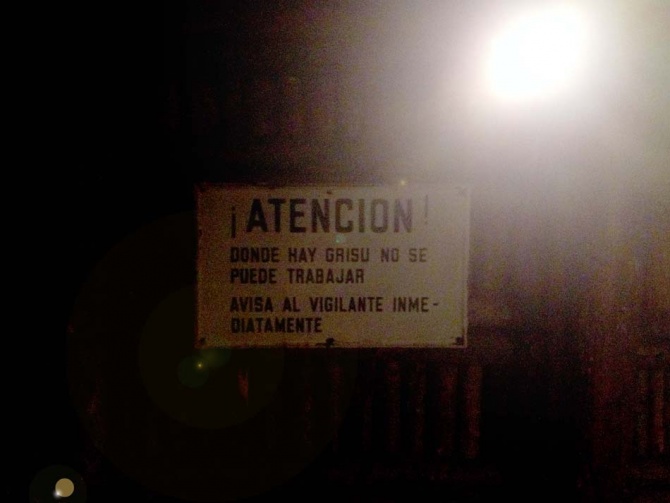 ¡ATENCION!
DONDE HAY GRISU NO SE
PUEDE TRABAJAR
AVISA AL VIGILANTE INME-
DIATAMENTE